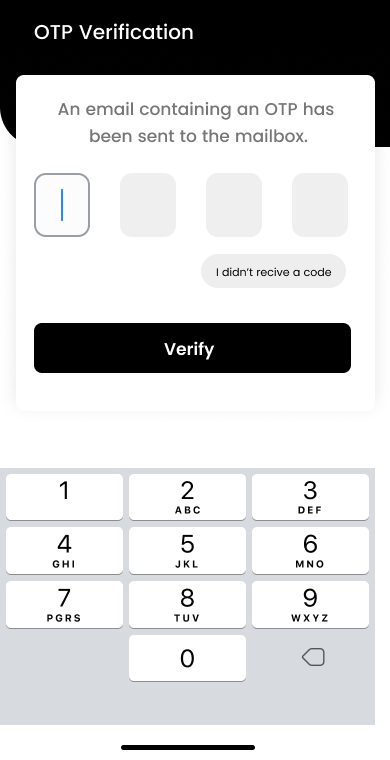 OTP Verification
An email containing an OTP has
been sent to the mailbox.
I didn't recive a code
Verify
1
2
ABC
3
DEF
4
GHI
5
JKL
6
MNO
7
PGRS
8
TUV
9
WXYZ
0